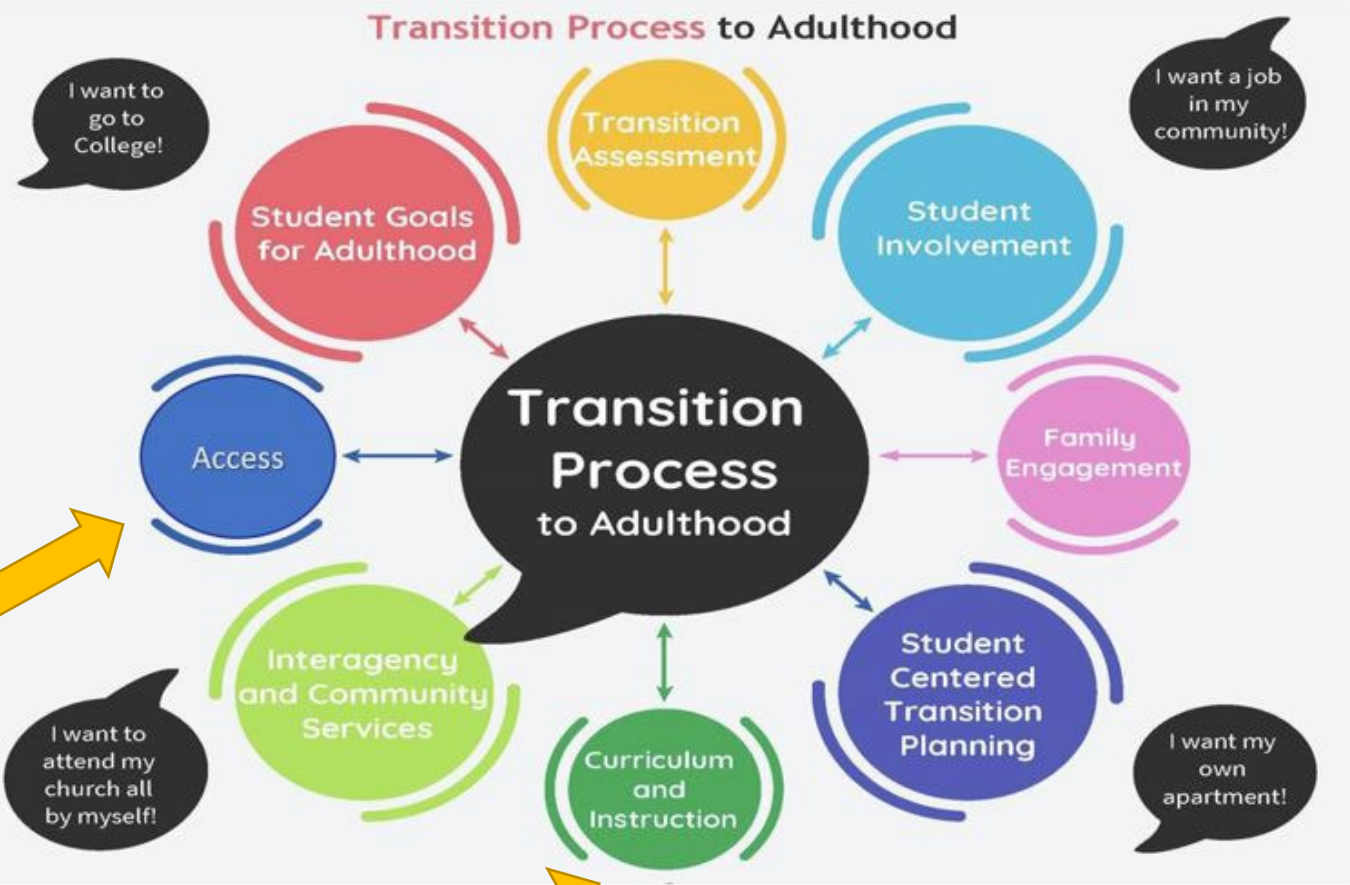 Transition Process to Adulthood
I want to
go to
College!
I want a job
in my
community!
Transition
Assessment
Student Goals
for Adulthood
Student
Involvement
Access
Transition
Process
to Adulthood
Family
Engagement
Interagency
and Community
Services
Student
Centered
Transition
Planning
Curriculum
and
Instruction
I want to
attend my
church all
by myself!
I want my
own
apartment!